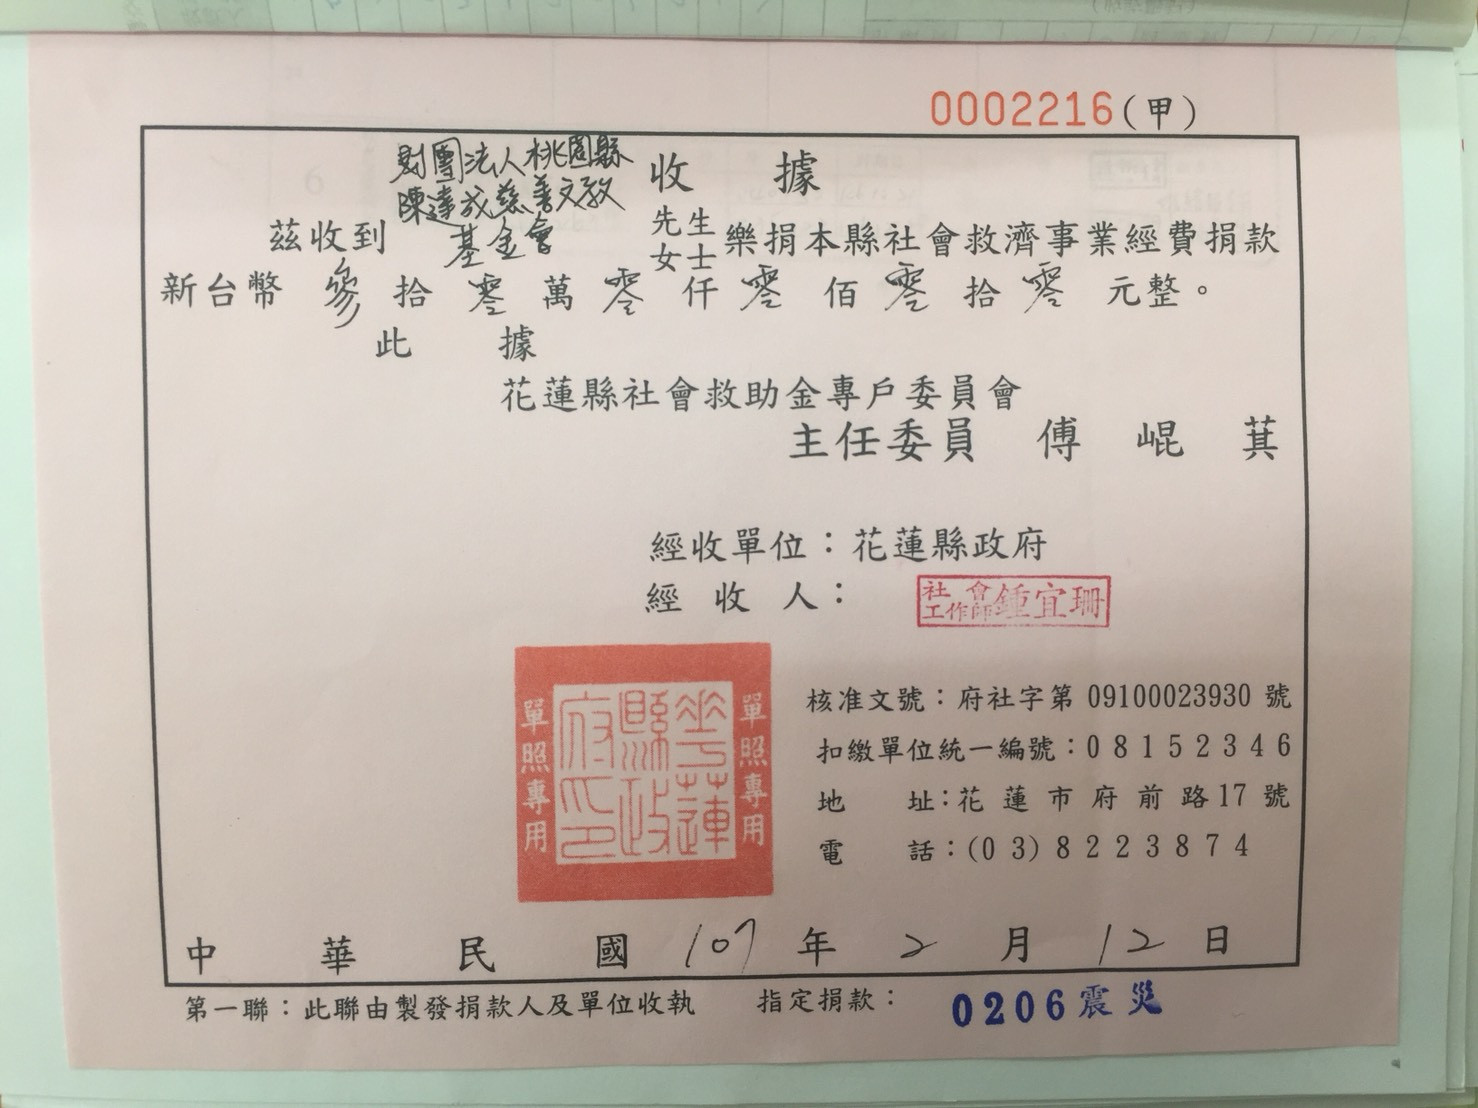 0002216(甲)
收據
財團法人桃園縣
陳達成慈善文教
基金會
茲收到 先生 女士 樂捐本縣社會救濟事業經費捐款
新台幣 參 拾 零 萬 零 仟 零 佰 零 拾 零 元整。
此據
花蓮縣社會救助金專戶委員會
主任委員 傅崐萁
經收單位：花蓮縣政府
經收人：
社會工作師 鍾宜珊
單照專用 花蓮縣政府印 單照專用
核准文號：府社字第 09100023930 號
扣繳單位統一編號：08152346
地址：花蓮市府前路17號
電話：(03)8223874
中華民國 107 年 2 月 12 日
第一聯：此聯由製發捐款人及單位收執 指定捐款： 0206震災